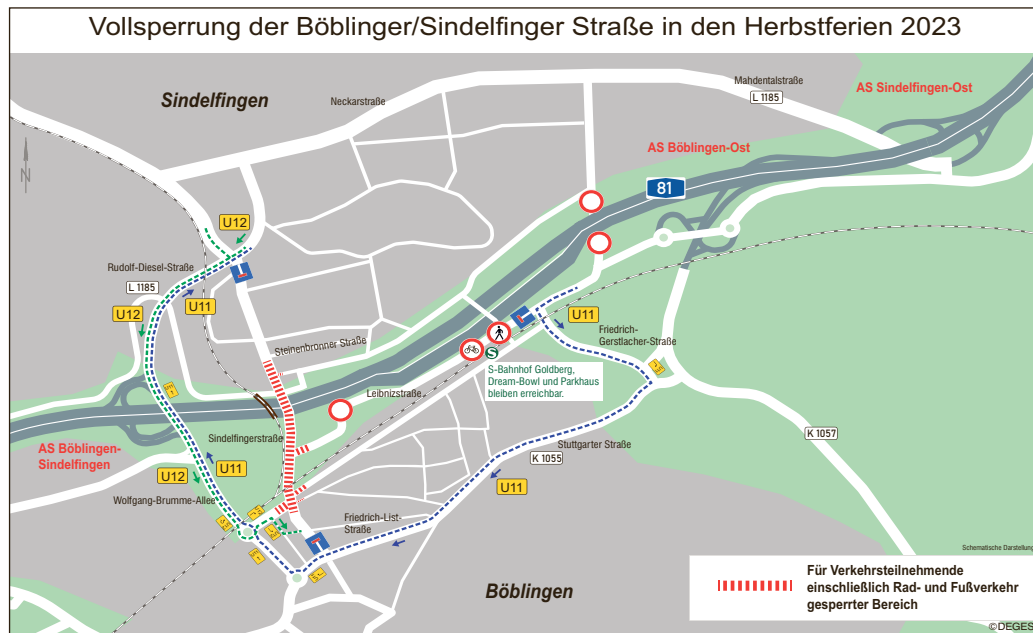 Vollsperrung der Böblinger/Sindelfinger Straße in den Herbstferien 2023
Mahdentalstraße
L 1185
AS Sindelfingen-Ost
Sindelfingen
Neckarstraße
AS Böblingen-Ost
N
81
U12
Rudolf-Diesel-Straße
L 1185
U11
U12
U11
Friedrich-
Gerstlacher-Straße
Steinenbronner Straße
S
S-Bahnhof Goldberg,
Dream-Bowl und Parkhaus
bleiben erreichbar.
Leibnizstraße
Sindelfingerstraße
Stuttgarter Straße
K 1055
K 1057
AS Böblingen-
Sindelfingen
U11
U12
U11
Wolfgang-Brumme-Allee
Friedrich-List-
Straße
Schematische Darstellung
Böblingen
Für Verkehrsteilnehmende
einschließlich Rad- und Fußverkehr
gesperrter Bereich
©DEGES